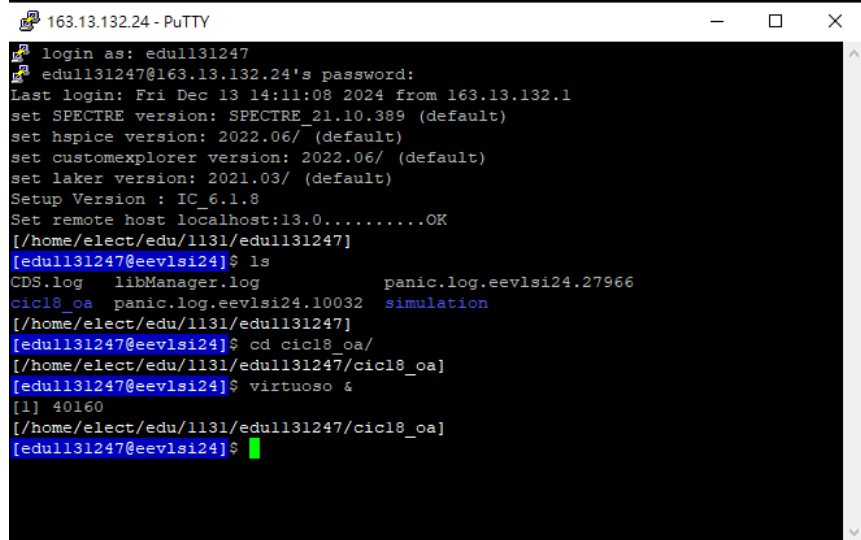 163.13.132.24 - PuTTY
login as: edu1131247
edu1131247@163.13.132.24's password:
Last login: Fri Dec 13 14:11:08 2024 from 163.13.132.1
set SPECTRE version: SPECTRE_21.10.389 (default)
set hspice version: 2022.06/ (default)
set customexplorer version: 2022.06/ (default)
set laker version: 2021.03/ (default)
Setup Version : IC_6.1.8
Set remote host localhost:13.0..........OK
[/home/elect/edu/1131/edu1131247]
[edu1131247@eevlsi24]$ ls
CDS.log libManager.log panic.log.eevlsi24.27966
cic18_oa panic.log.eevlsi24.10032 simulation
[/home/elect/edu/1131/edu1131247]
[edu1131247@eevlsi24]$ cd cic18_oa/
[/home/elect/edu/1131/edu1131247/cic18_oa]
[edu1131247@eevlsi24]$ virtuoso &
[1] 40160
[/home/elect/edu/1131/edu1131247/cic18_oa]
[edu1131247@eevlsi24]$